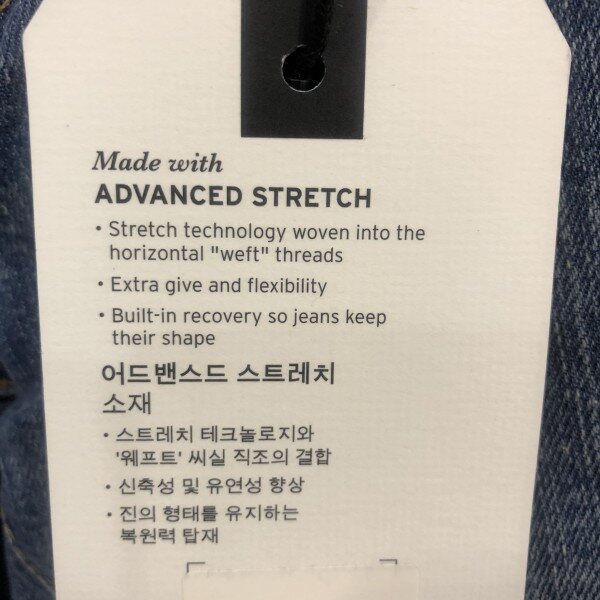 Made with
ADVANCED STRETCH
• Stretch technology woven into the
horizontal "weft" threads
• Extra give and flexibility
• Built-in recovery so jeans keep
their shape
어드밴스드 스트레치
소재
• 스트레치 테크놀로지와
'웨프트' 씨실 직조의 결합
• 신축성 및 유연성 향상
• 진의 형태를 유지하는
복원력 탑재